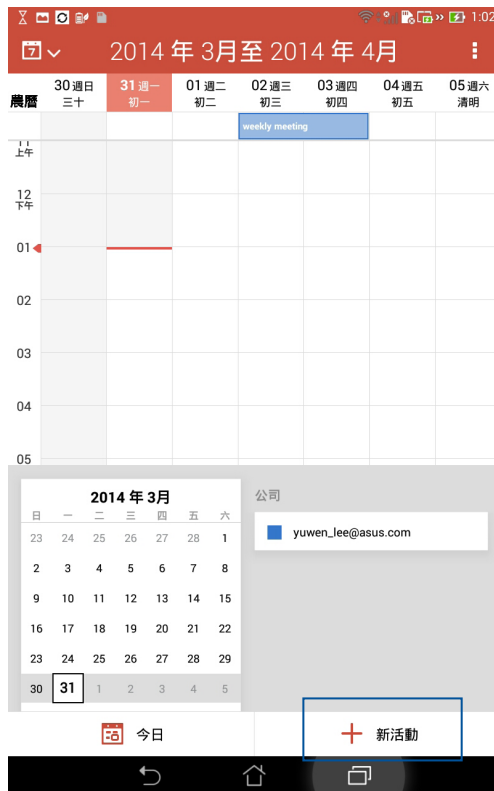 1:02
2014 年 3月至 2014 年 4月
農曆
30 週日 31 週一 01 週二 02 週三 03 週四 04 週五 05 週六
三十 初一 初二 初三 初四 初五 清明
weekly meeting
11
上午
12
下午
01
02
03
04
05
2014 年 3月
日 一 二 三 四 五 六
23 24 25 26 27 28 1
2 3 4 5 6 7 8
9 10 11 12 13 14 15
16 17 18 19 20 21 22
23 24 25 26 27 28 29
30 31 1 2 3 4 5
公司
yuwen_lee@asus.com
今日
新活動